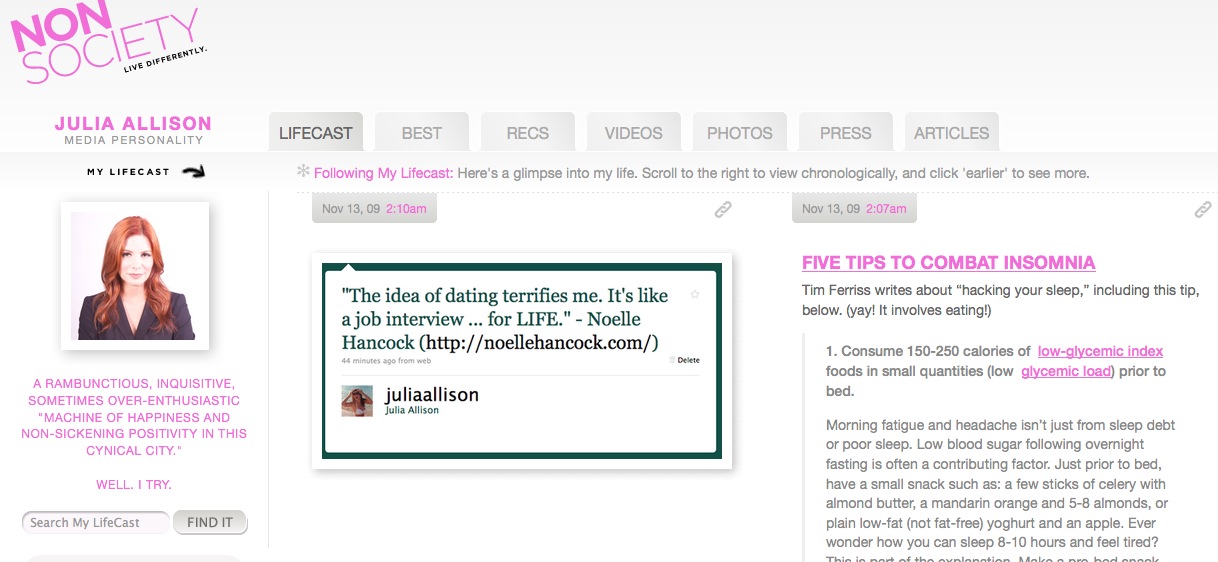 NON
SOCIETY
LIVE DIFFERENTLY.
JULIA ALLISON
MEDIA PERSONALITY
LIFECAST
BEST
RECS
VIDEOS
PHOTOS
PRESS
ARTICLES
MY LIFECAST
Following My Lifecast: Here's a glimpse into my life. Scroll to the right to view chronologically, and click 'earlier' to see more.
A RAMBUNCTIOUS, INQUISITIVE,
SOMETIMES OVER-ENTHUSIASTIC
"MACHINE OF HAPPINESS AND
NON-SICKENING POSITIVITY IN THIS
CYNICAL CITY."
WELL. I TRY.
Search My LifeCast
FIND IT
Nov 13, 09 2:10am
"The idea of dating terrifies me. It's like
a job interview ... for LIFE." - Noelle
Hancock (http://noellehancock.com/)
44 minutes ago from web
Delete
juliaallison
Julia Allison
Nov 13, 09 2:07am
FIVE TIPS TO COMBAT INSOMNIA
Tim Ferriss writes about “hacking your sleep,” including this tip,
below. (yay! It involves eating!)
1. Consume 150-250 calories of low-glycemic index
foods in small quantities (low glycemic load) prior to
bed.
Morning fatigue and headache isn’t just from sleep debt
or poor sleep. Low blood sugar following overnight
fasting is often a contributing factor. Just prior to bed,
have a small snack such as: a few sticks of celery with
almond butter, a mandarin orange and 5-8 almonds, or
plain low-fat (not fat-free) yoghurt and an apple. Ever
wonder how you can sleep 8-10 hours and feel tired?
This is part of the explanation. Make a pre-bed snack